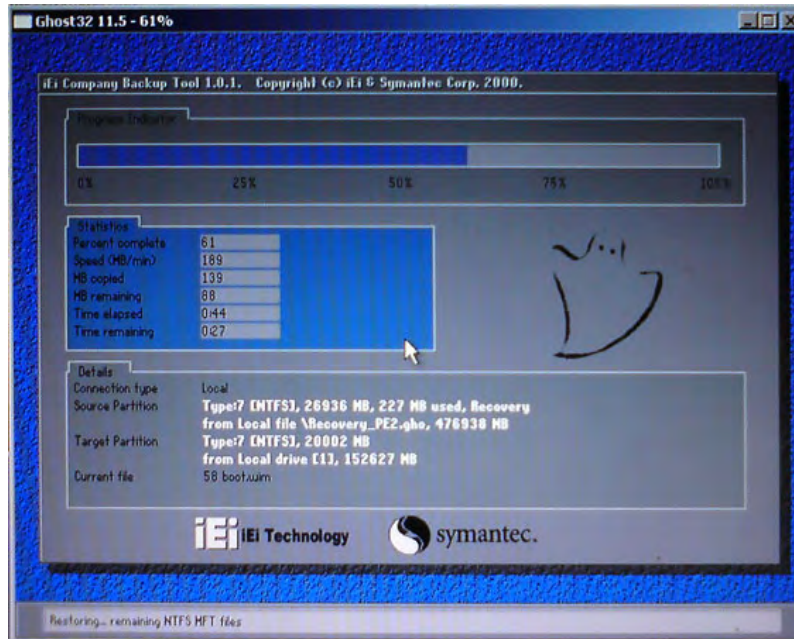 Ghost32 11.5 - 61%
iEi Company Backup Tool 1.0.1. Copyright (c) iEi & Symantec Corp. 2000.
Progress Indicator
0% 25% 50% 75% 100%
Statistics
Percent complete 61
Speed (MB/min) 189
MB copied 139
MB remaining 88
Time elapsed 0:44
Time remaining 0:27
Details
Connection type Local
Source Partition Type:7 [NTFS], 26936 MB, 227 MB used, Recovery
from Local file \Recovery_PE2.gho, 476938 MB
Target Partition Type:7 [NTFS], 20002 MB
from Local drive [1], 152627 MB
Current file 58 boot.wim
iEi iEi Technology symantec.
Restoring... remaining NTFS MFT files